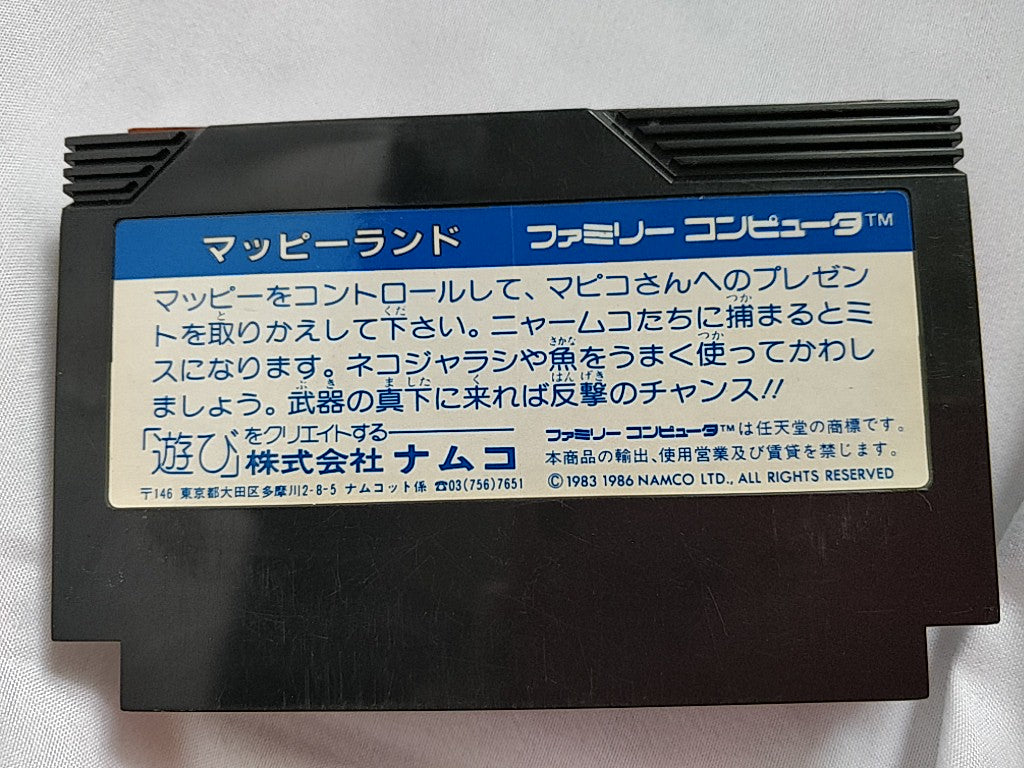 マッピーランド
ファミリー コンピュータ™
マッピーをコントロールして、マピコさんへのプレゼン
トを取りかえして下さい。ニャームコたちに捕まるとミ
スになります。ネコジャラシや魚をうまく使ってかわし
ましょう。武器の真下に来れば反撃のチャンス!!
「遊び」をクリエイトする
株式会社 ナムコ
〒146 東京都大田区多摩川2-8-5 ナムコット係 ☎03(756)7651
ファミリー コンピュータ™は任天堂の商標です。
本商品の輸出、使用営業及び賃貸を禁じます。
©1983 1986 NAMCO LTD., ALL RIGHTS RESERVED